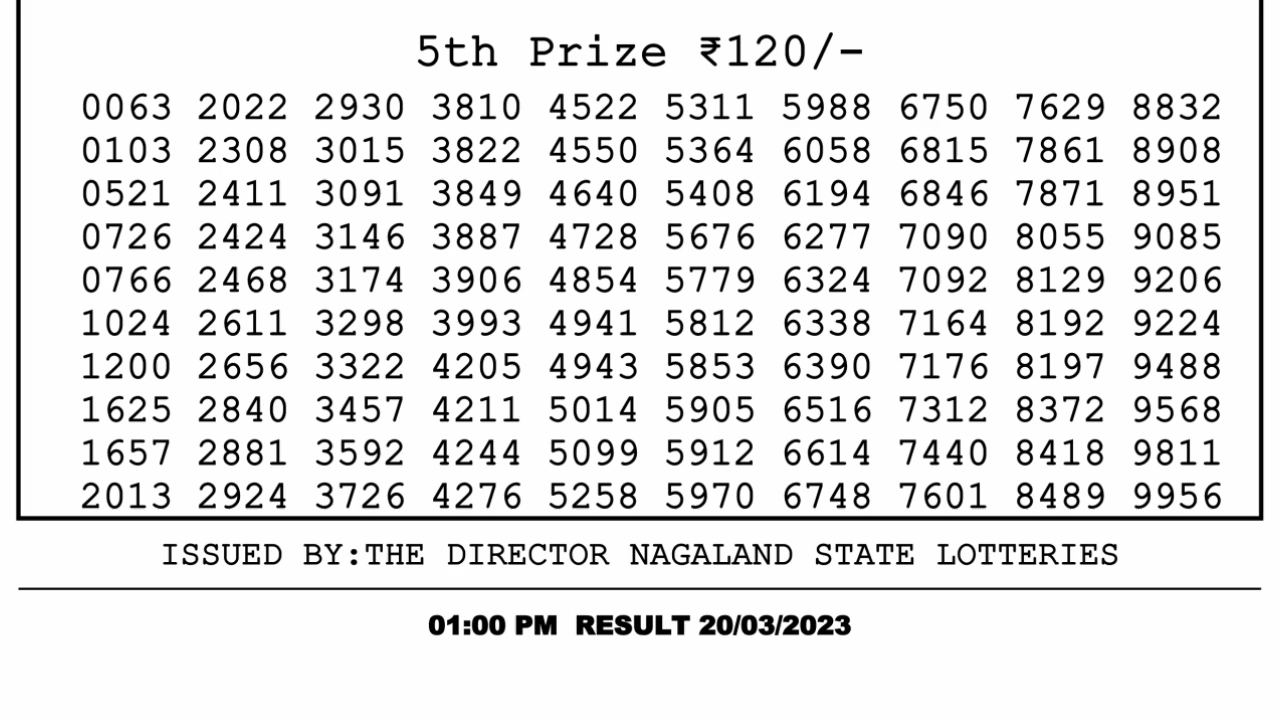 5th Prize ₹120/-
0063 2022 2930 3810 4522 5311 5988 6750 7629 8832
0103 2308 3015 3822 4550 5364 6058 6815 7861 8908
0521 2411 3091 3849 4640 5408 6194 6846 7871 8951
0726 2424 3146 3887 4728 5676 6277 7090 8055 9085
0766 2468 3174 3906 4854 5779 6324 7092 8129 9206
1024 2611 3298 3993 4941 5812 6338 7164 8192 9224
1200 2656 3322 4205 4943 5853 6390 7176 8197 9488
1625 2840 3457 4211 5014 5905 6516 7312 8372 9568
1657 2881 3592 4244 5099 5912 6614 7440 8418 9811
2013 2924 3726 4276 5258 5970 6748 7601 8489 9956
ISSUED BY:THE DIRECTOR NAGALAND STATE LOTTERIES
01:00 PM RESULT 20/03/2023